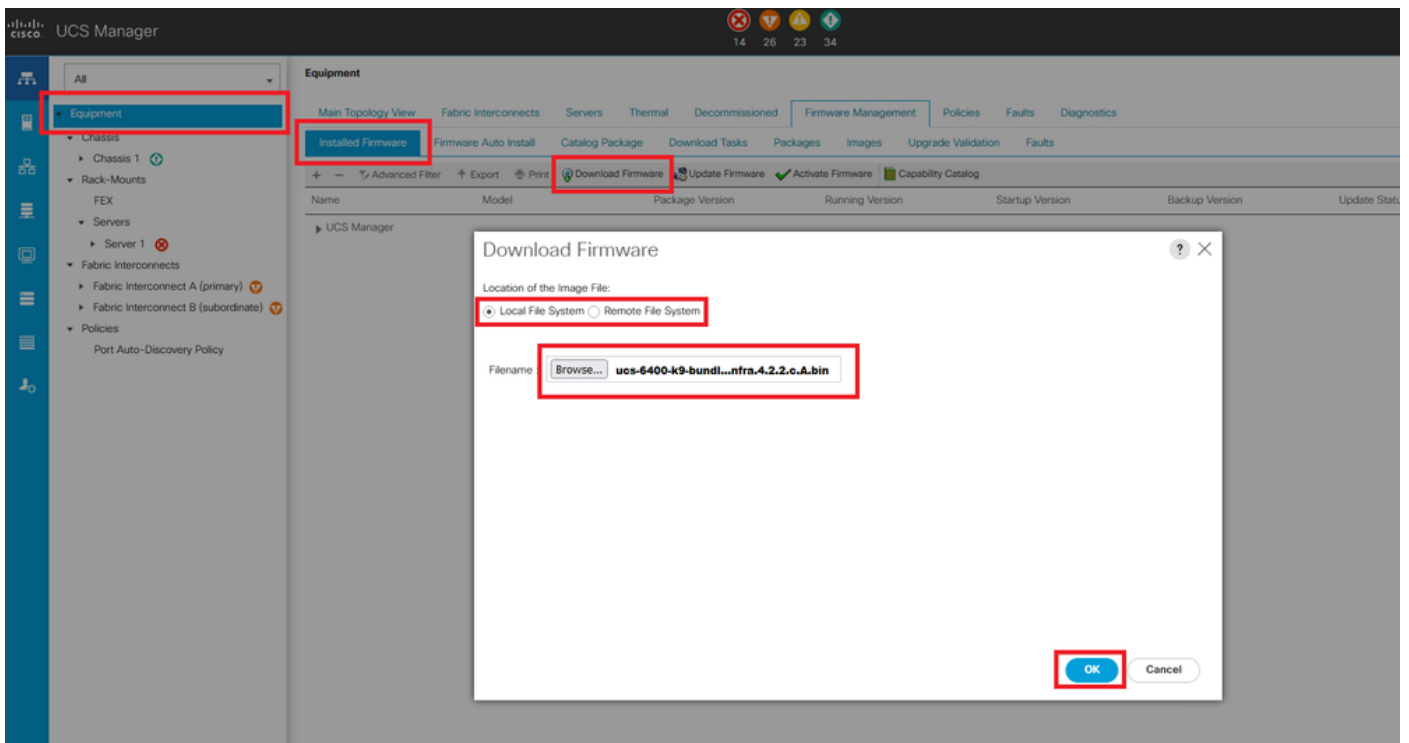 cisco UCS Manager
14 26 23 34
All
Equipment
Chassis
Chassis 1
Rack-Mounts
FEX
Servers
Server 1
Fabric Interconnects
Fabric Interconnect A (primary)
Fabric Interconnect B (subordinate)
Policies
Port Auto-Discovery Policy
Equipment
Main Topology View Fabric Interconnects Servers Thermal Decommissioned Firmware Management Policies Faults Diagnostics
Installed Firmware Firmware Auto Install Catalog Package Download Tasks Packages Images Upgrade Validation Faults
+ − Advanced Filter Export Print Download Firmware Update Firmware Activate Firmware Capability Catalog
Name Model Package Version Running Version Startup Version Backup Version Update Statu
UCS Manager
Download Firmware ? ×
Location of the Image File:
Local File System Remote File System
Filename : Browse... ucs-6400-k9-bundl...nfra.4.2.2.c.A.bin
OK Cancel